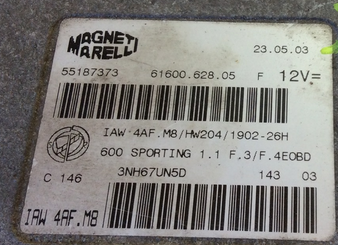 MAGNETI
MARELLI
23.05.03
55187373 61600.628.05 F 12V=
IAW 4AF.M8/HW204/1902-26H
600 SPORTING 1.1 F.3/F.4EOBD
C 146 3NH67UN5D 143 03
IAW 4AF.M8